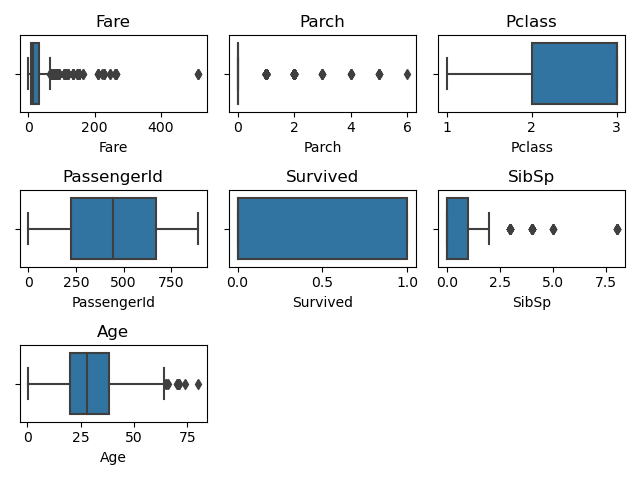 Fare Parch Pclass
0 200 400 0 2 4 6 1 2 3
Fare Parch Pclass
PassengerId Survived SibSp
0 250 500 750 0.0 0.5 1.0 0.0 2.5 5.0 7.5
PassengerId Survived SibSp
Age
0 25 50 75
Age